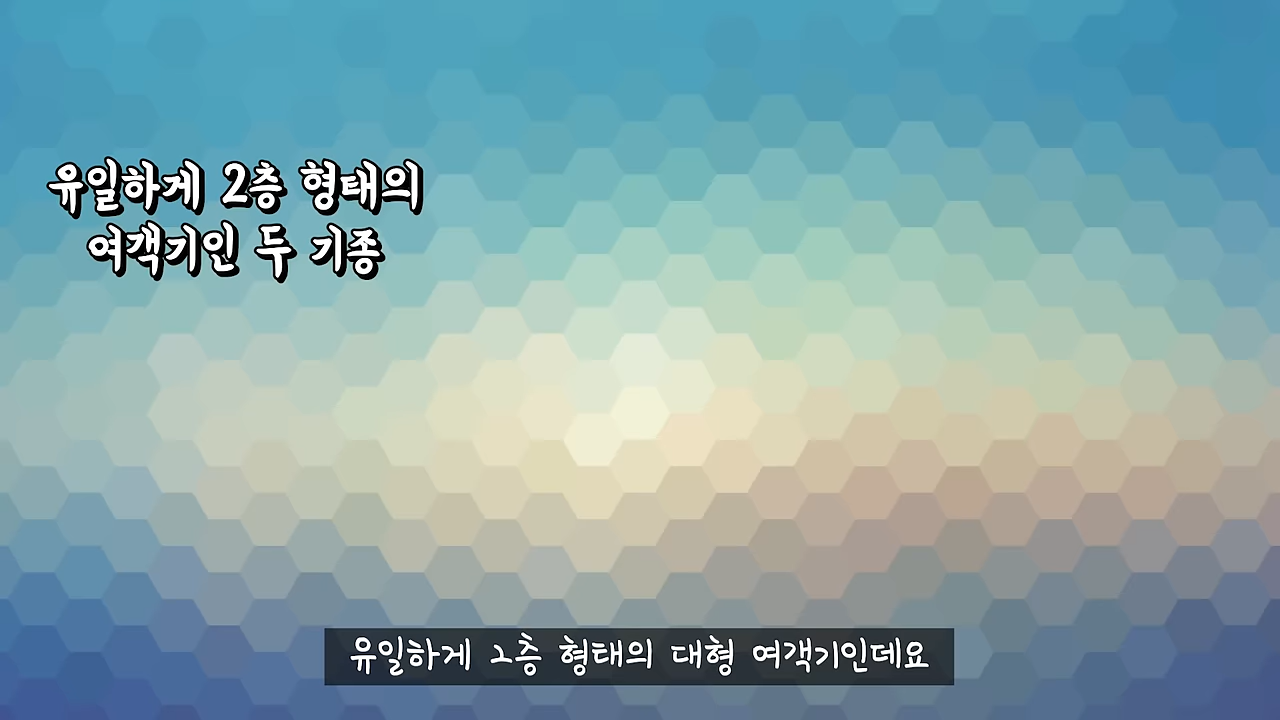 유일하게 2층 형태의
여객기인 두 기종
유일하게 2층 형태의 대형 여객기인데요